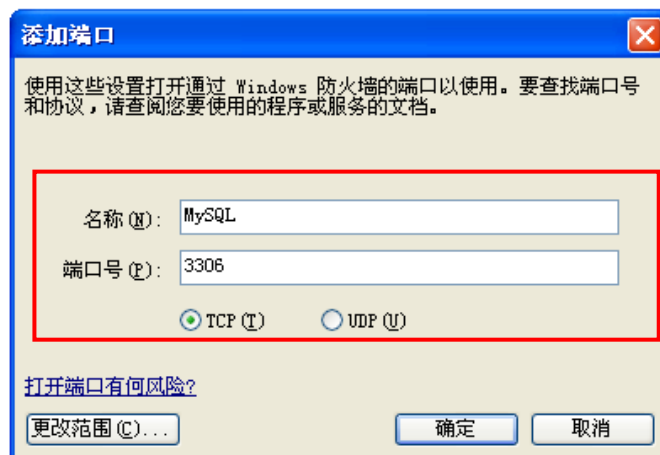 添加端口
使用这些设置打开通过 Windows 防火墙的端口以使用。要查找端口号
和协议，请查阅您要使用的程序或服务的文档。
名称(N): MySQL
端口号(P): 3306
TCP(T) UDP(U)
打开端口有何风险?
更改范围(C)... 确定 取消